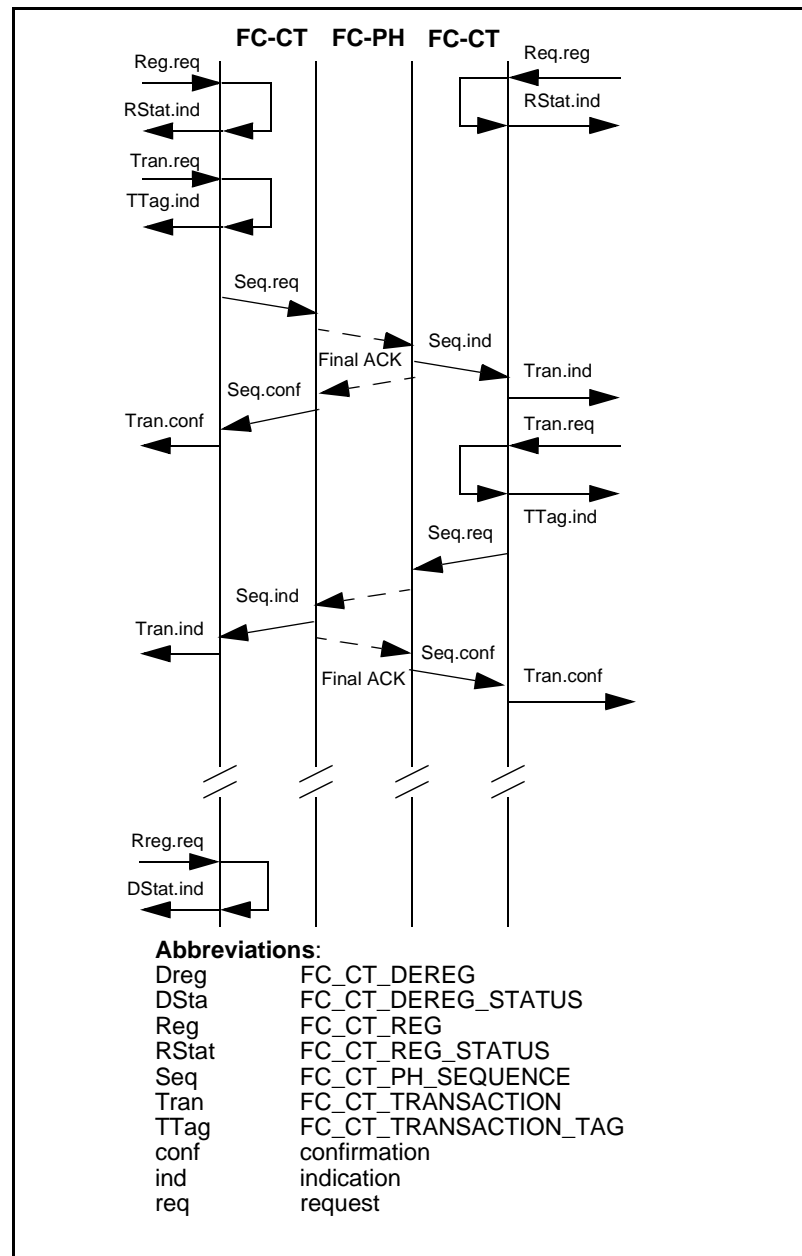 FC-CT FC-PH FC-CT
Reg.req
Req.reg
RStat.ind
RStat.ind
Tran.req
TTag.ind
Seq.req
Seq.ind
Final ACK
Tran.ind
Seq.conf
Tran.conf
Tran.req
TTag.ind
Seq.req
Seq.ind
Tran.ind
Seq.conf
Final ACK
Tran.conf
Rreg.req
DStat.ind
Abbreviations:
Dreg FC_CT_DEREG
DSta FC_CT_DEREG_STATUS
Reg FC_CT_REG
RStat FC_CT_REG_STATUS
Seq FC_CT_PH_SEQUENCE
Tran FC_CT_TRANSACTION
TTag FC_CT_TRANSACTION_TAG
conf confirmation
ind indication
req request